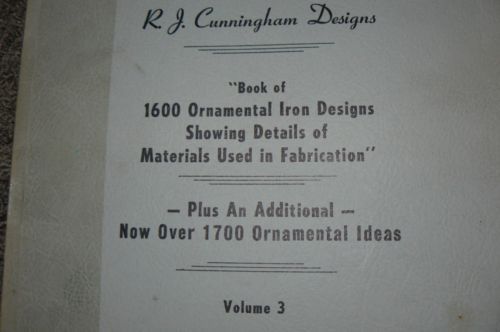 R. J. Cunningham Designs
"Book of
1600 Ornamental Iron Designs
Showing Details of
Materials Used in Fabrication"
— Plus An Additional —
Now Over 1700 Ornamental Ideas
Volume 3